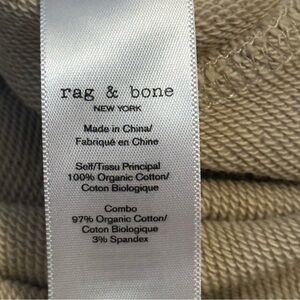 rag & bone
NEW YORK
Made in China/
Fabriqué en Chine
Self/Tissu Principal
100% Organic Cotton/
Coton Biologique
Combo
97% Organic Cotton/
Coton Biologique
3% Spandex